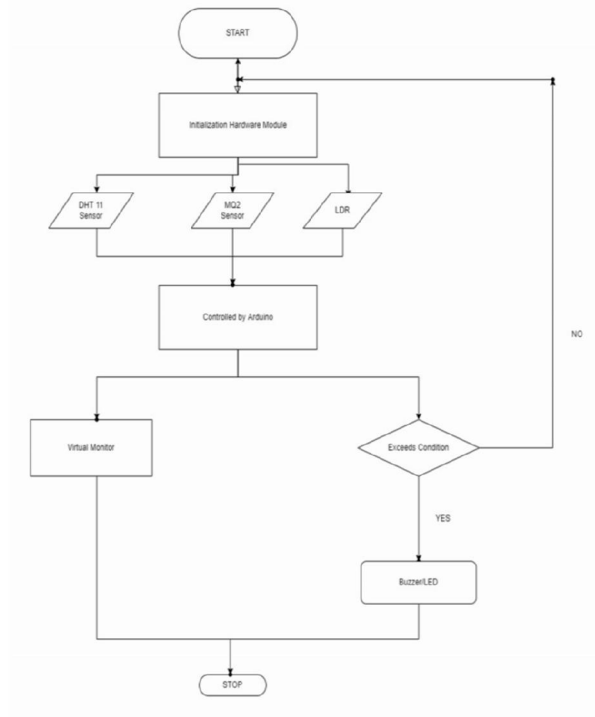 START
Initialization Hardware Module
DHT 11
Sensor
MQ2
Sensor
LDR
Controlled by Arduino
NO
Virtual Monitor
Exceeds Condition
YES
Buzzer/LED
STOP